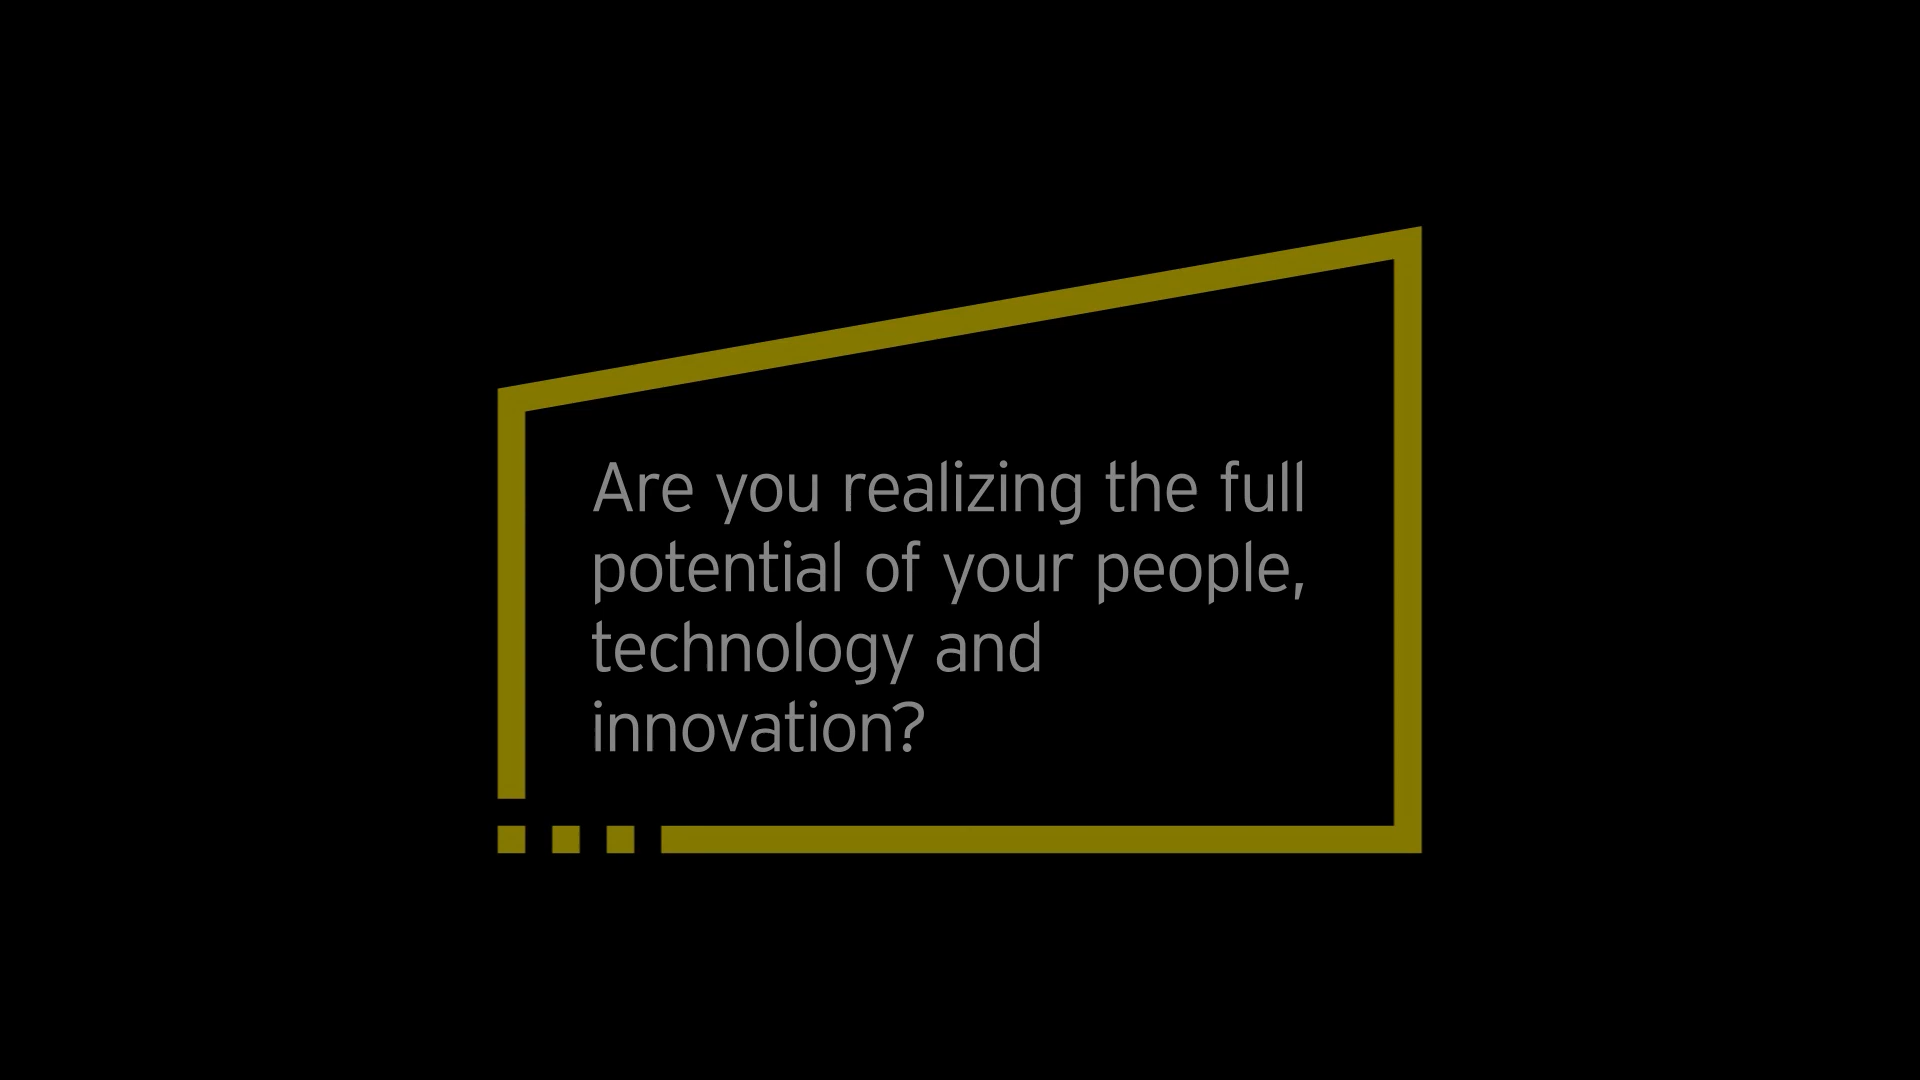 Are you realizing the full
potential of your people,
technology and
innovation?